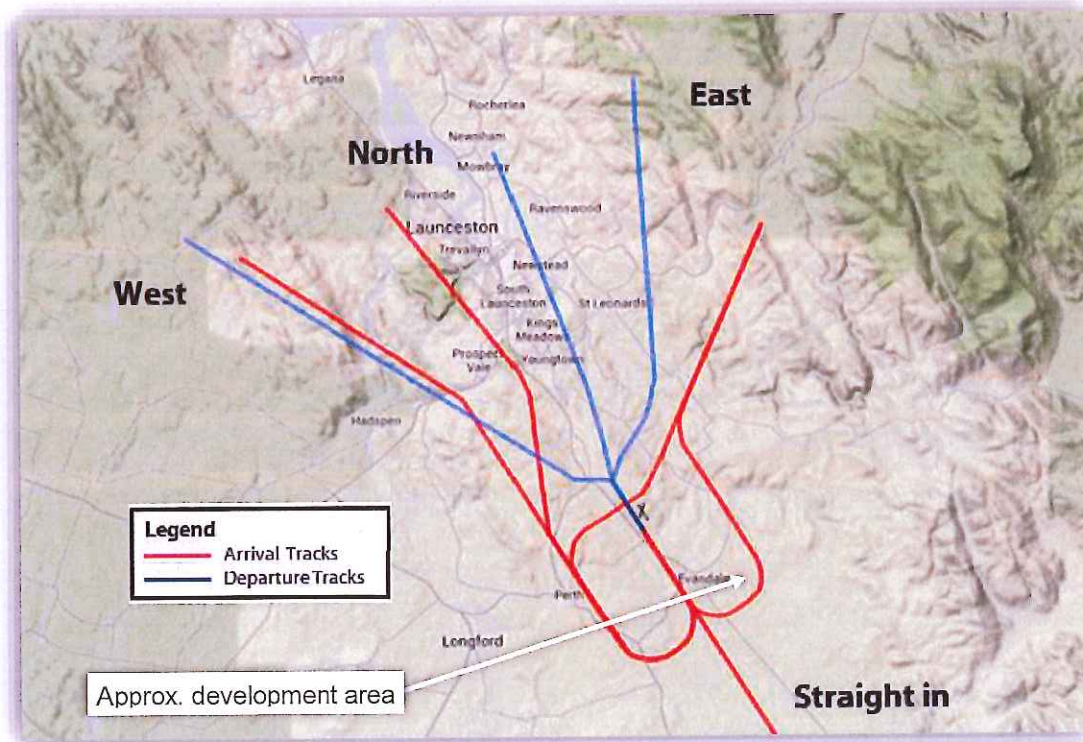 Legana
East
Rocherlea
Newnham
North
Mowbray
Riverside
Ravenswood
Launceston
Trevallyn
Newstead
West
South
Launceston
St Leonards
Kings
Meadows
Prospect
Vale
Youngtown
Hadspen
Legend
Arrival Tracks
Departure Tracks
Evandale
Perth
Longford
Approx. development area
Straight in